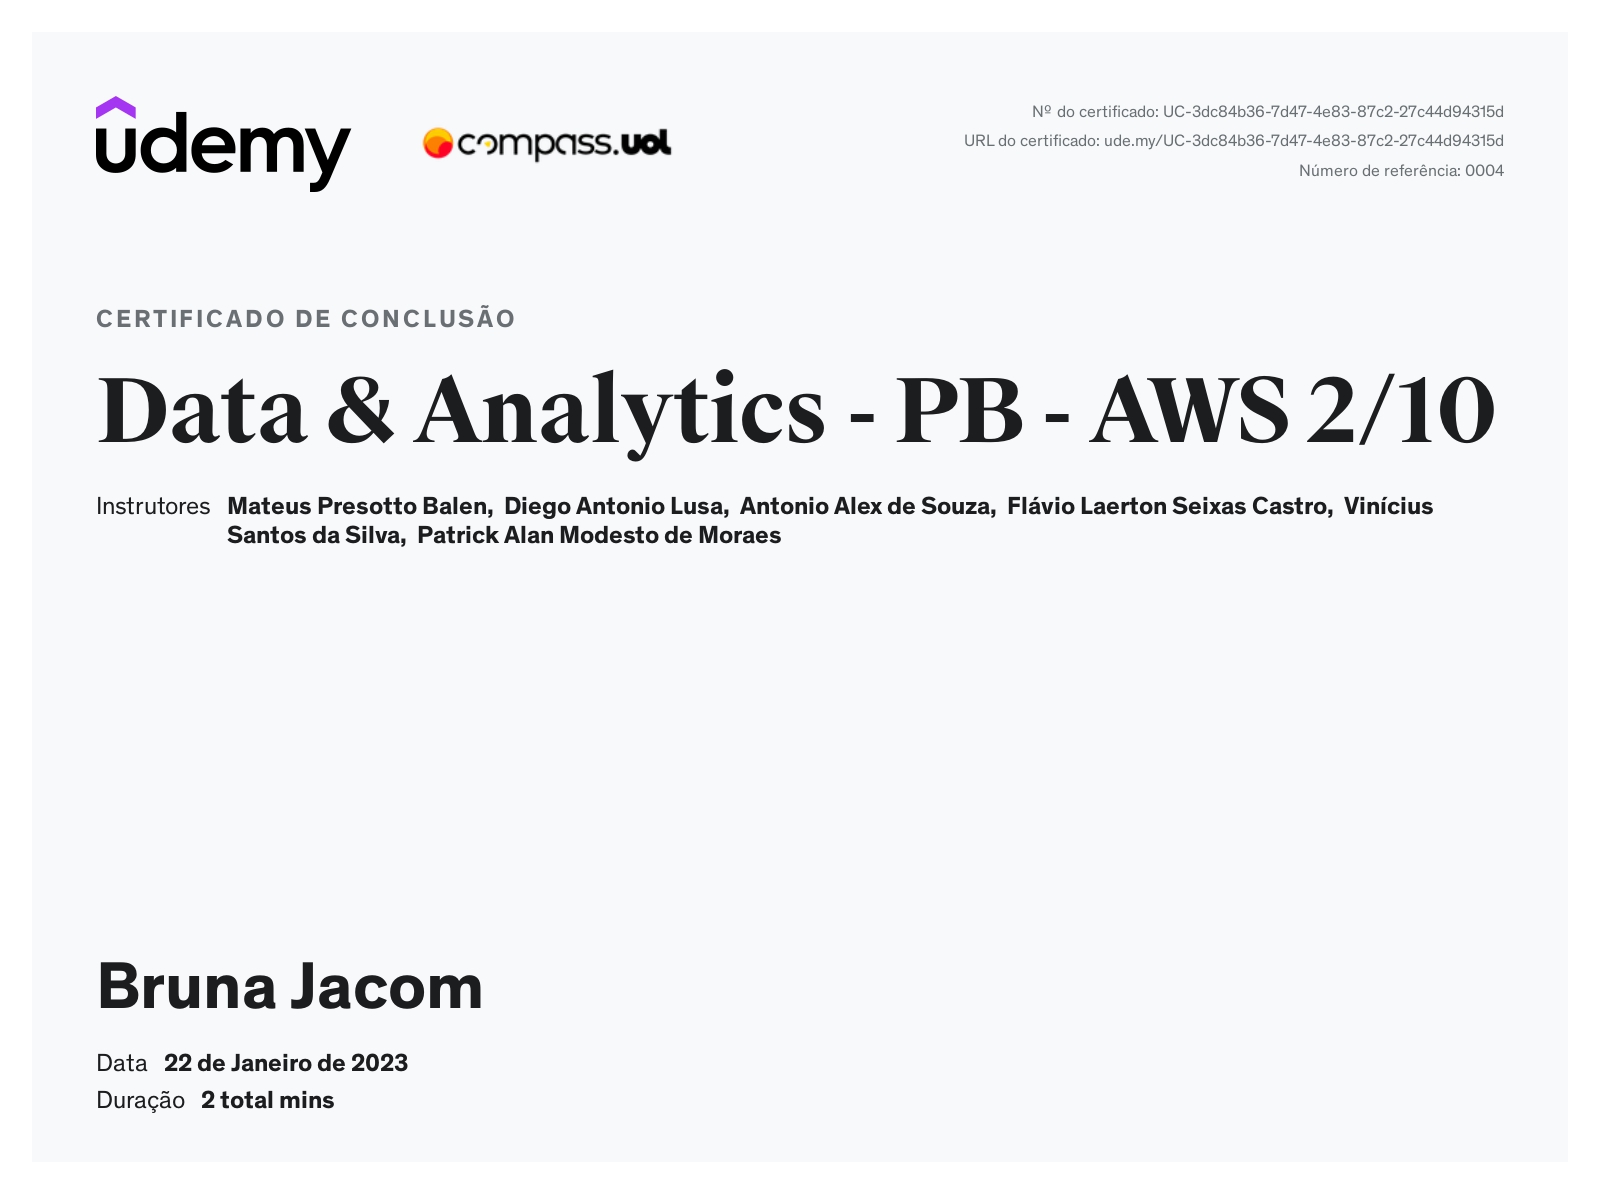 udemy
compass.uol
Nº do certificado: UC-3dc84b36-7d47-4e83-87c2-27c44d94315d
URL do certificado: ude.my/UC-3dc84b36-7d47-4e83-87c2-27c44d94315d
Número de referência: 0004
CERTIFICADO DE CONCLUSÃO
Data & Analytics - PB - AWS 2/10
Instrutores Mateus Presotto Balen, Diego Antonio Lusa, Antonio Alex de Souza, Flávio Laerton Seixas Castro, Vinícius
Santos da Silva, Patrick Alan Modesto de Moraes
Bruna Jacom
Data 22 de Janeiro de 2023
Duração 2 total mins